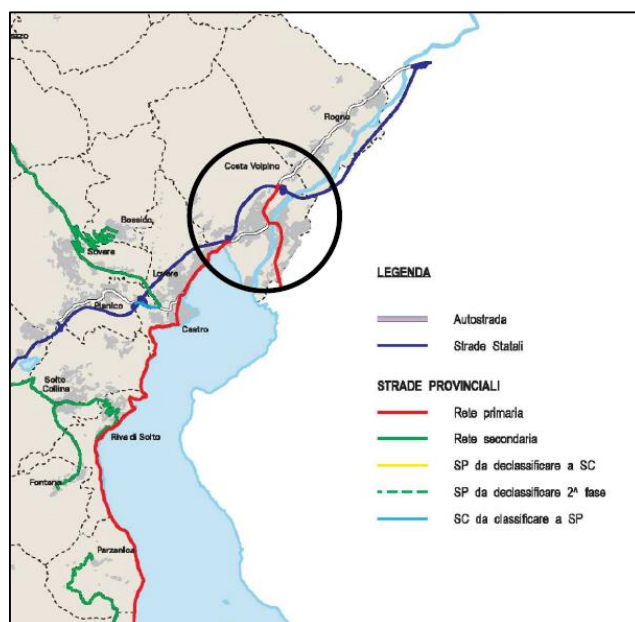 Rogno
Costa Volpino
Bossico
Sovere
Lovere
Pianico
Castro
Solto
Collina
Riva di Solto
Fonteno
Parzanica
LEGENDA
Autostrada
Strade Statali
STRADE PROVINCIALI
Rete primaria
Rete secondaria
SP da declassificare a SC
SP da declassificare 2^ fase
SC da classificare a SP